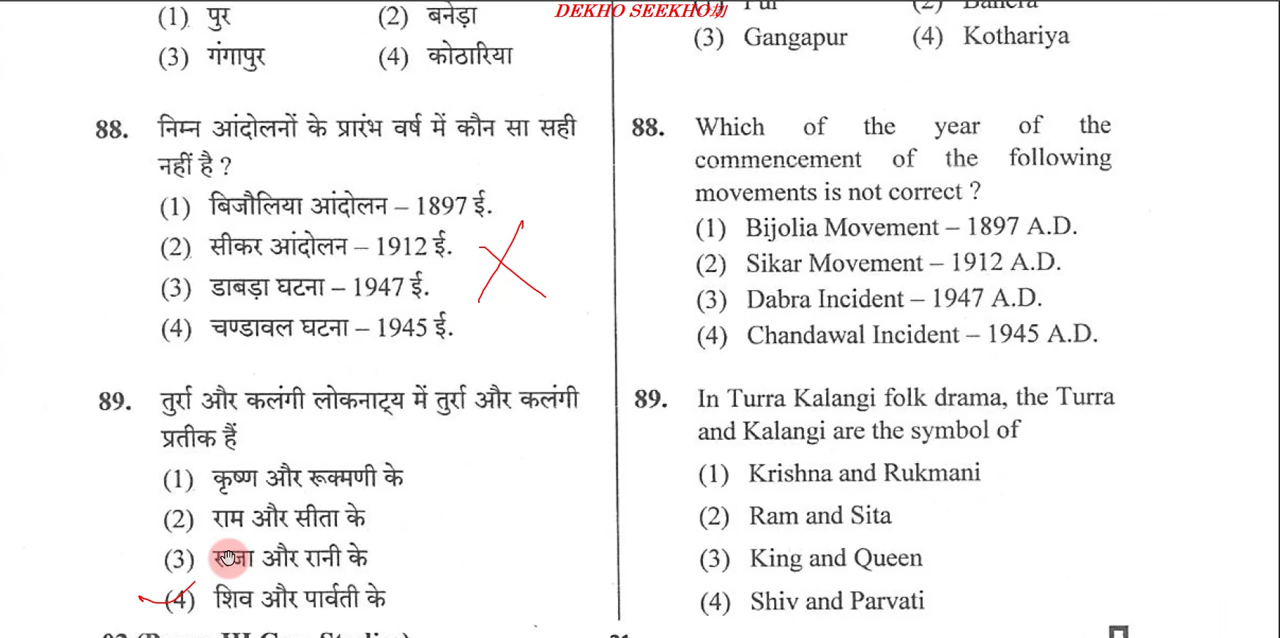 (1) पुर (2) बनेड़ा
(3) गंगापुर (4) कोठारिया
88. निम्न आंदोलनों के प्रारंभ वर्ष में कौन सा सही
नहीं है ?
(1) बिजौलिया आंदोलन – 1897 ई.
(2) सीकर आंदोलन – 1912 ई.
(3) डाबड़ा घटना – 1947 ई.
(4) चण्डावल घटना – 1945 ई.
89. तुर्रा और कलंगी लोकनाट्य में तुर्रा और कलंगी
प्रतीक हैं
(1) कृष्ण और रूक्मणी के
(2) राम और सीता के
(3) राजा और रानी के
(4) शिव और पार्वती के
DEKHO SEEKHO
(2) Banera
(3) Gangapur (4) Kothariya
88. Which of the year of the
commencement of the following
movements is not correct ?
(1) Bijolia Movement – 1897 A.D.
(2) Sikar Movement – 1912 A.D.
(3) Dabra Incident – 1947 A.D.
(4) Chandawal Incident – 1945 A.D.
89. In Turra Kalangi folk drama, the Turra
and Kalangi are the symbol of
(1) Krishna and Rukmani
(2) Ram and Sita
(3) King and Queen
(4) Shiv and Parvati